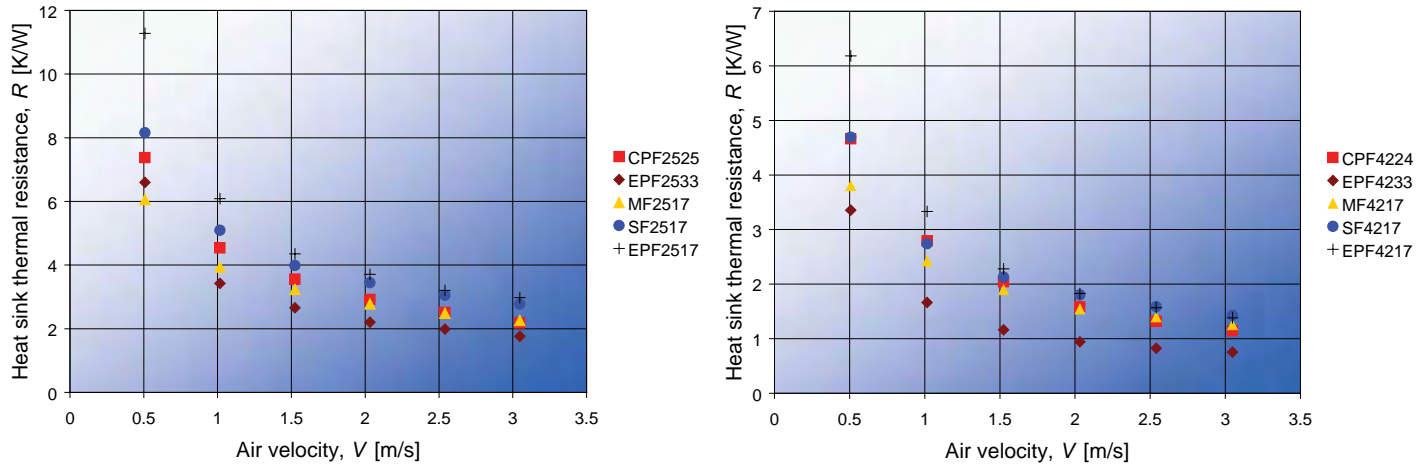 Heat sink thermal resistance, R [K/W]
12
10
8
6
4
2
0
0 0.5 1 1.5 2 2.5 3 3.5
Air velocity, V [m/s]
CPF2525
EPF2533
MF2517
SF2517
EPF2517
Heat sink thermal resistance, R [K/W]
7
6
5
4
3
2
1
0
0 0.5 1 1.5 2 2.5 3 3.5
Air velocity, V [m/s]
CPF4224
EPF4233
MF4217
SF4217
EPF4217